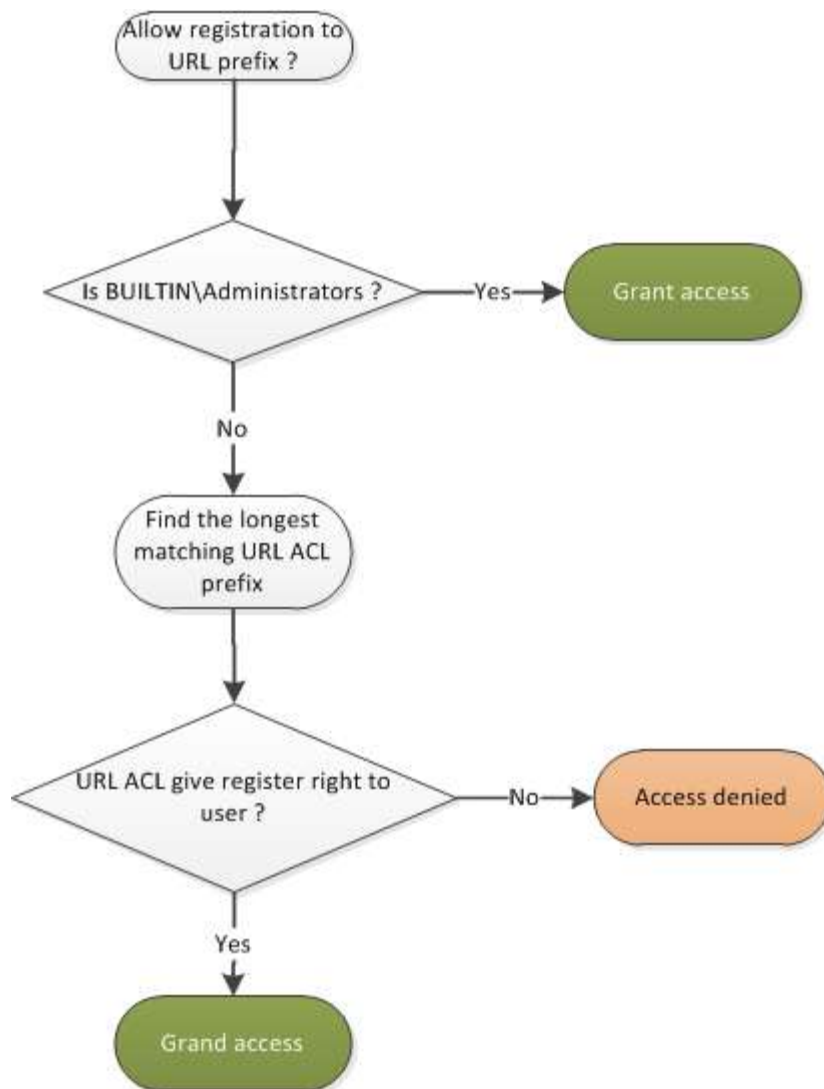 Allow registration to
URL prefix ?
Is BUILTIN\Administrators ?
Yes
Grant access
No
Find the longest
matching URL ACL
prefix
URL ACL give register right to
user ?
No
Access denied
Yes
Grand access